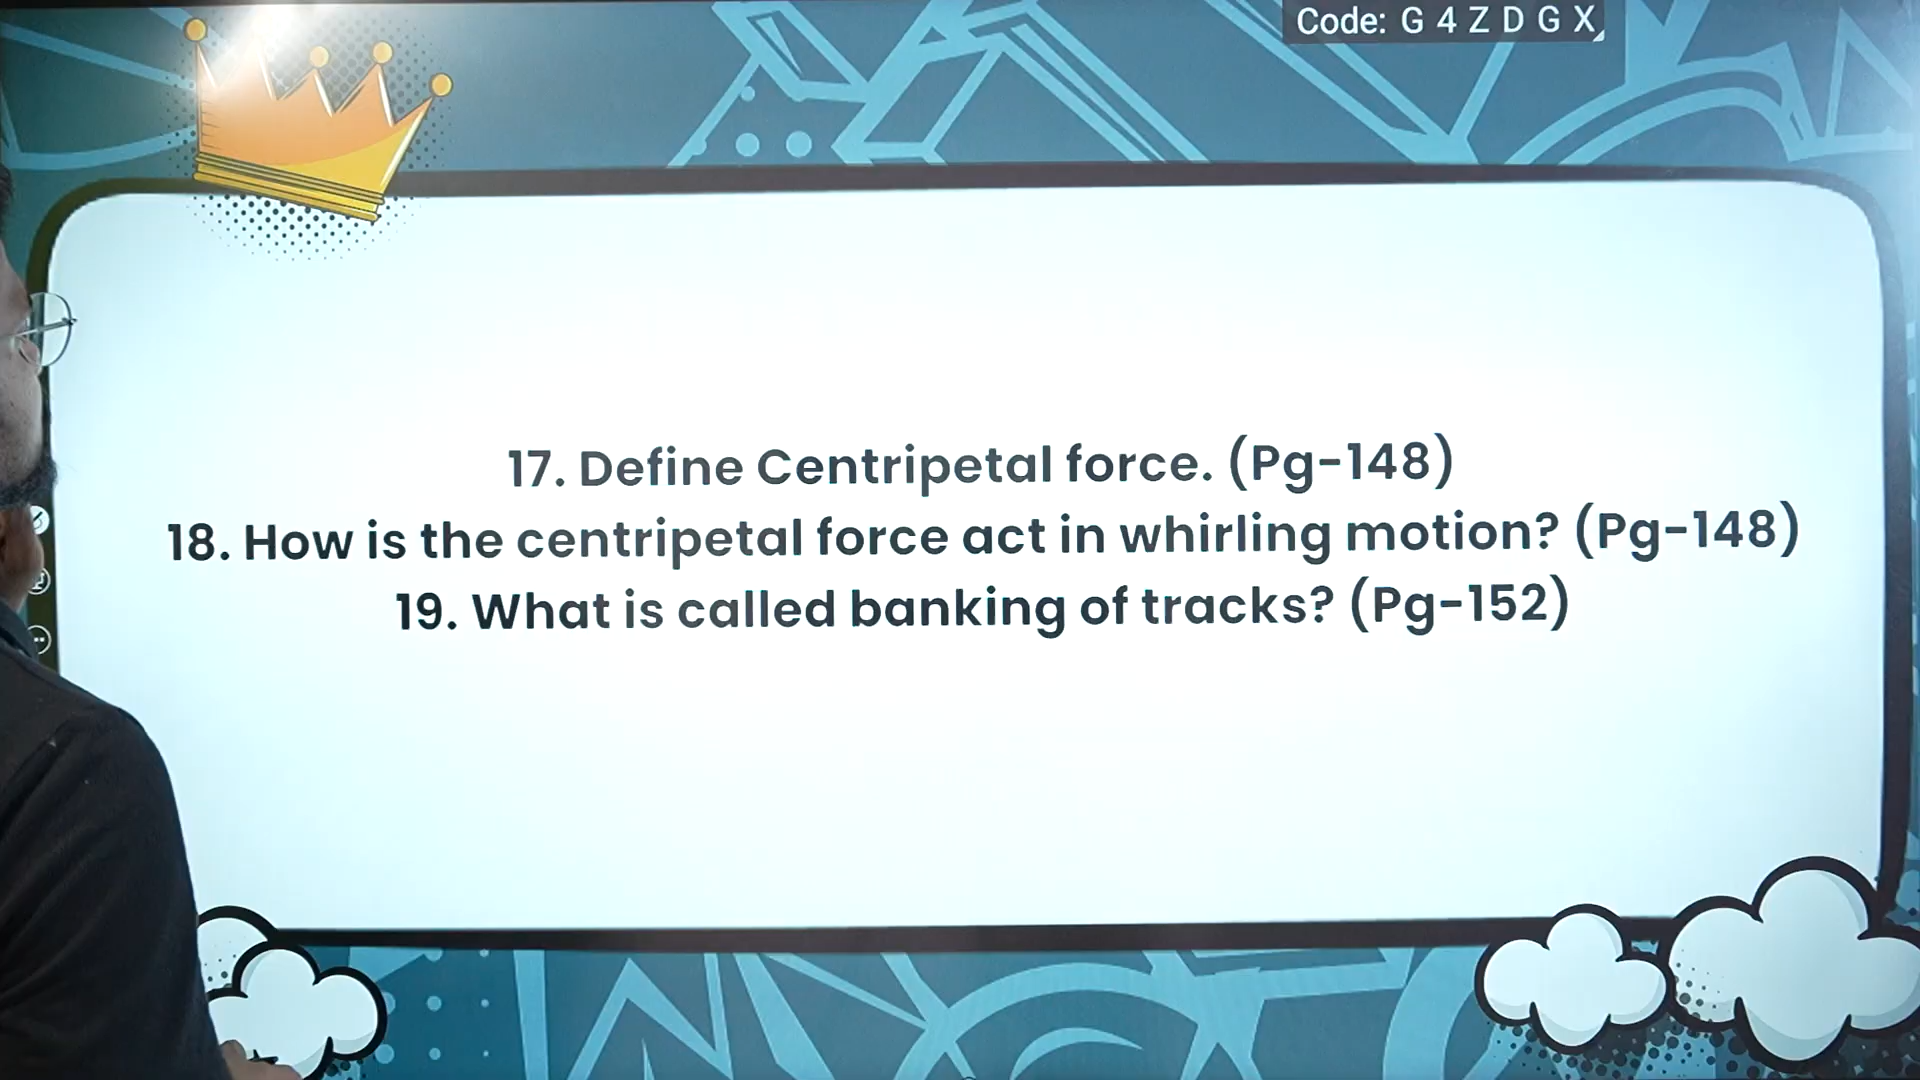 Code: G 4 Z D G X
17. Define Centripetal force. (Pg-148)
18. How is the centripetal force act in whirling motion? (Pg-148)
19. What is called banking of tracks? (Pg-152)